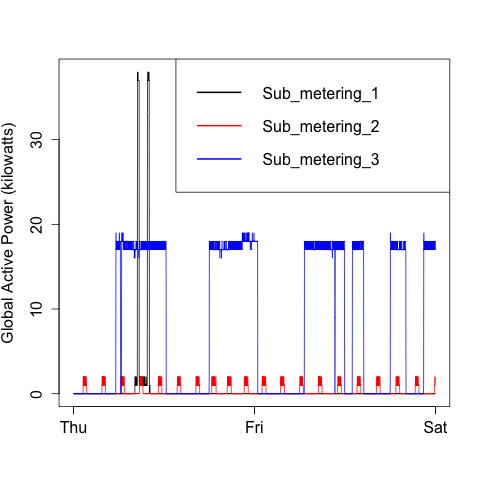 Sub_metering_1
Sub_metering_2
Sub_metering_3
Global Active Power (kilowatts)
30
20
10
0
Thu Fri Sat